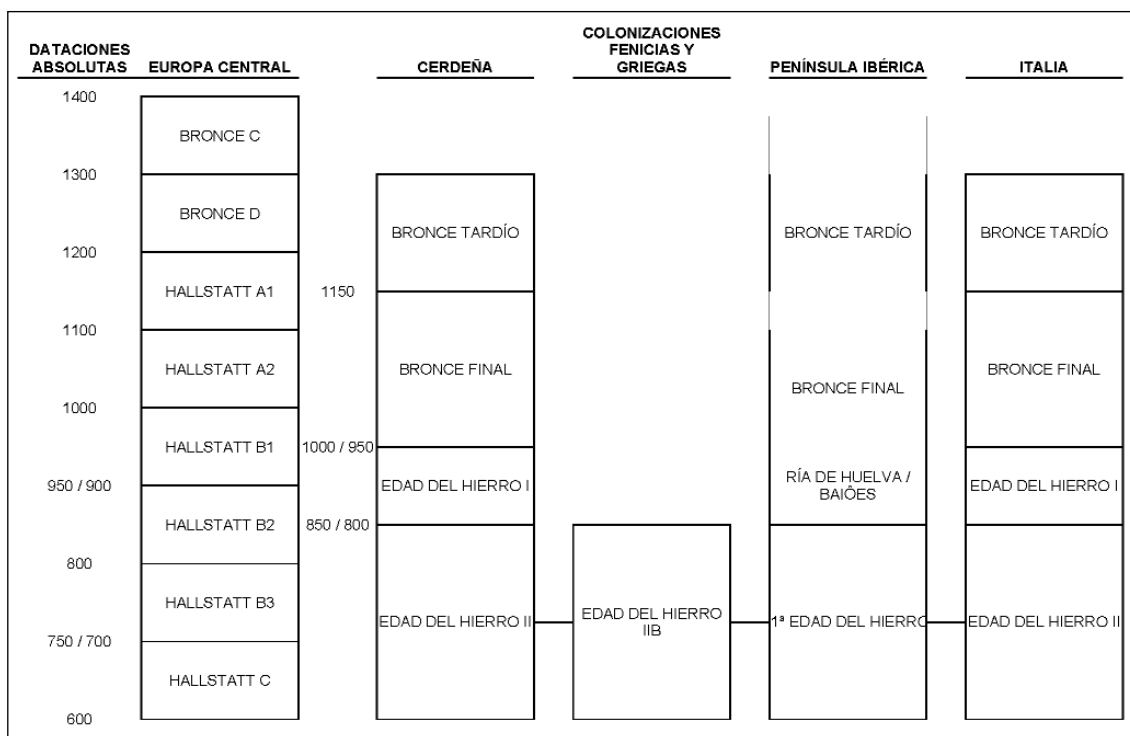 DATACIONES
ABSOLUTAS
EUROPA CENTRAL
CERDEÑA
COLONIZACIONES
FENICIAS Y
GRIEGAS
PENÍNSULA IBÉRICA
ITALIA
1400
BRONCE C
1300
BRONCE D
BRONCE TARDÍO
BRONCE TARDÍO
BRONCE TARDÍO
1200
HALLSTATT A1
1150
1100
HALLSTATT A2
BRONCE FINAL
BRONCE FINAL
BRONCE FINAL
1000
HALLSTATT B1
1000 / 950
950 / 900
EDAD DEL HIERRO I
RÍA DE HUELVA /
BAIÔES
EDAD DEL HIERRO I
HALLSTATT B2
850 / 800
800
HALLSTATT B3
EDAD DEL HIERRO II
EDAD DEL HIERRO
IIB
1ª EDAD DEL HIERRO
EDAD DEL HIERRO II
750 / 700
HALLSTATT C
600